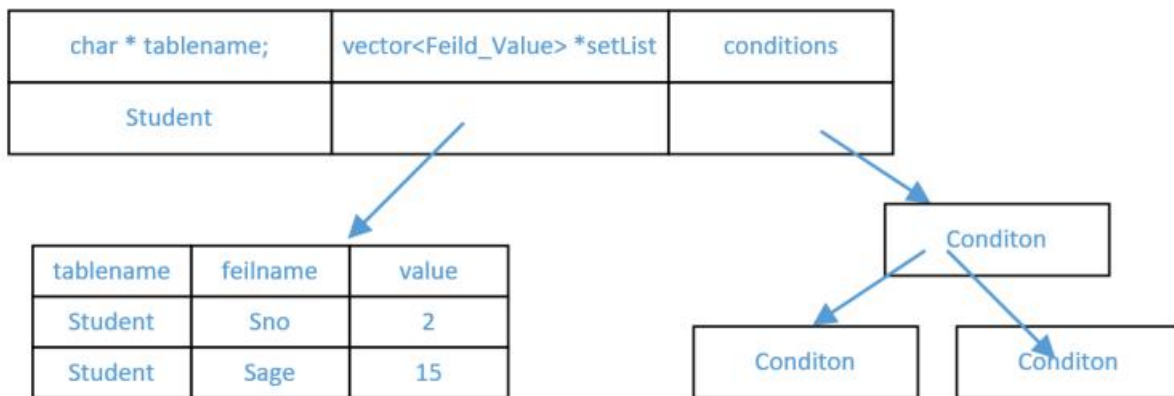 char * tablename; vector<Feild_Value> *setList conditions
Student
Conditon
tablename feilname value
Student Sno 2
Conditon Conditon
Student Sage 15